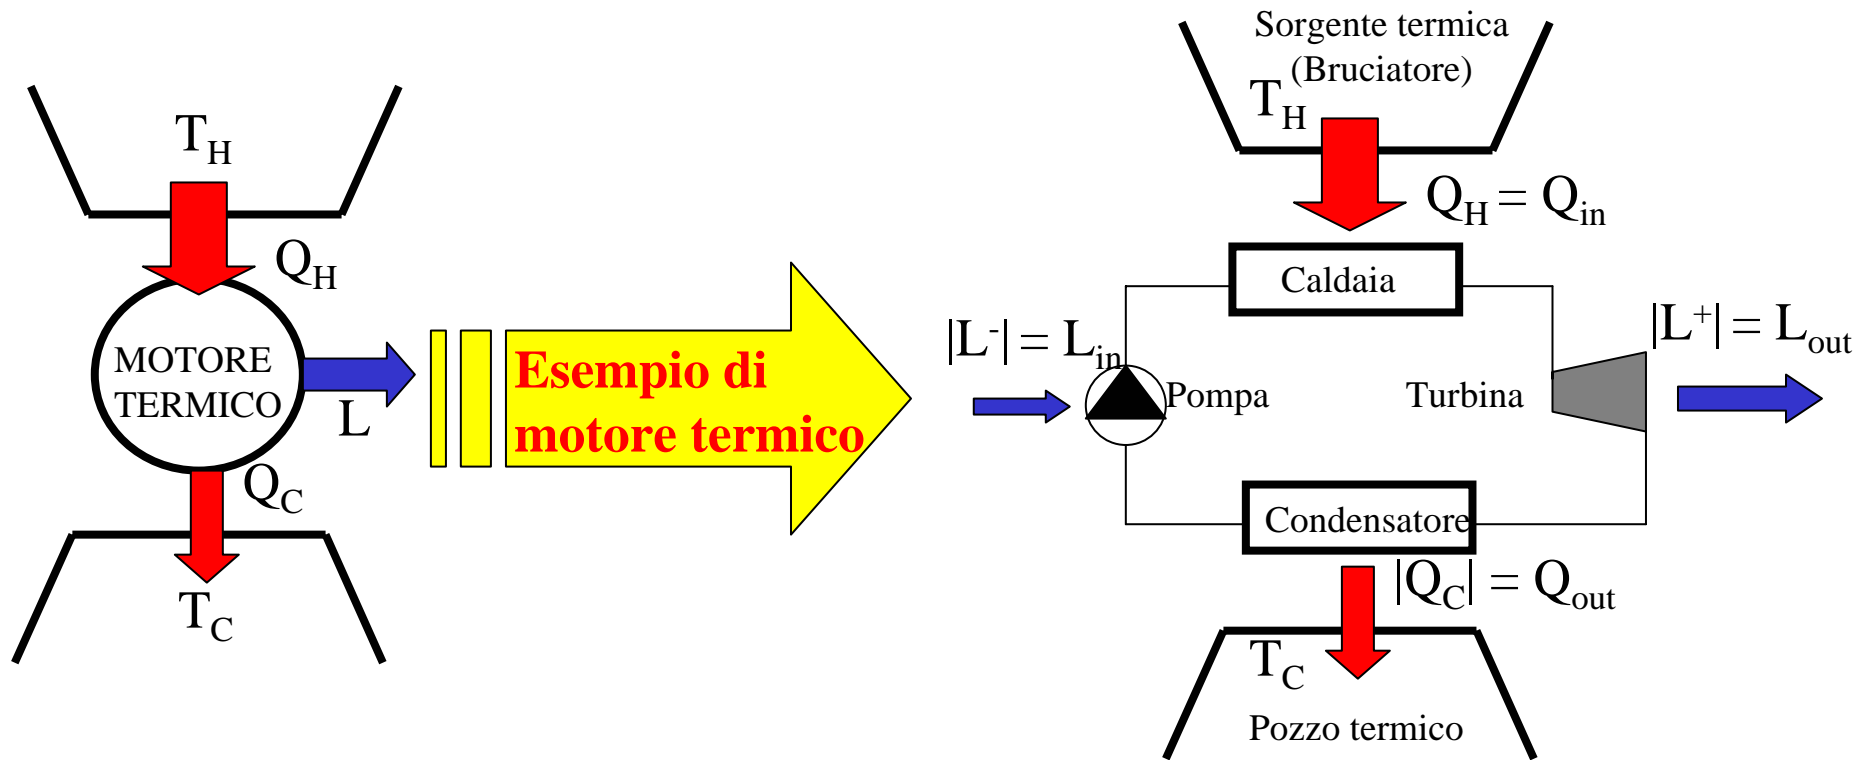 T_H
Q_H
MOTORE
TERMICO
L
Q_C
T_C
Esempio di
motore termico
Sorgente termica
(Bruciatore)
T_H
Q_H = Q_in
Caldaia
|L^-| = L_in
Pompa
Turbina
|L^+| = L_out
Condensatore
|Q_C| = Q_out
T_C
Pozzo termico